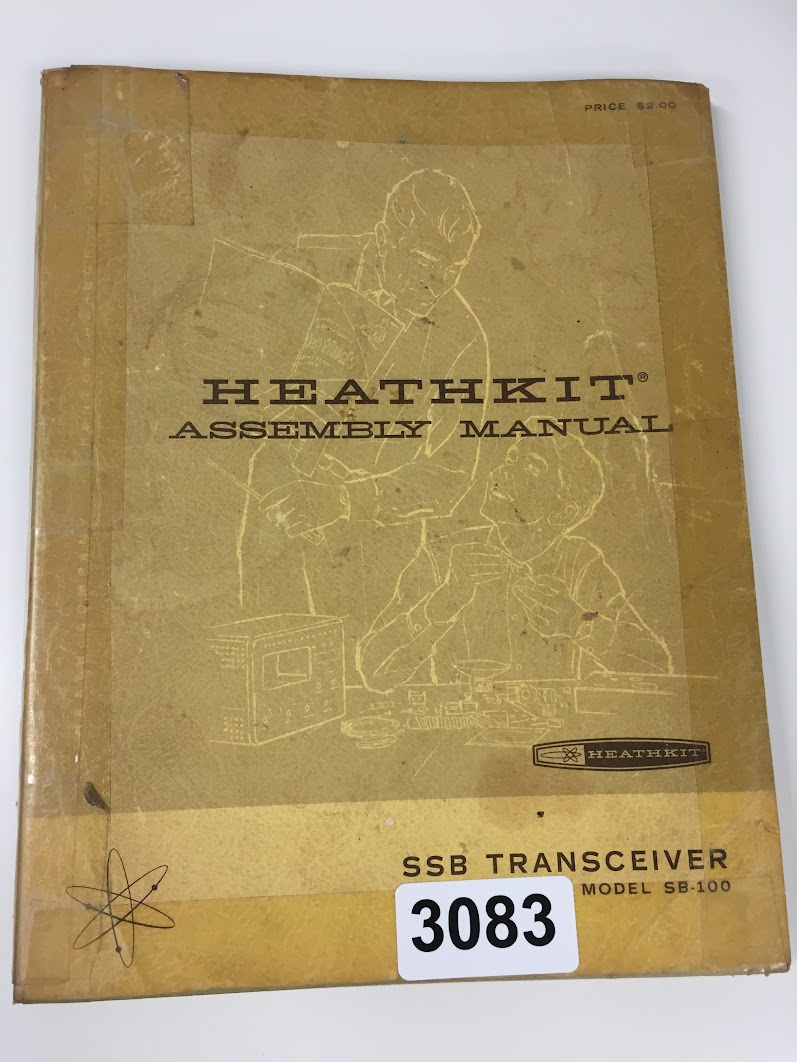 PRICE $2.00
HEATHKIT®
ASSEMBLY MANUAL
HEATHKIT
SSB TRANSCEIVER
MODEL SB-100
3083